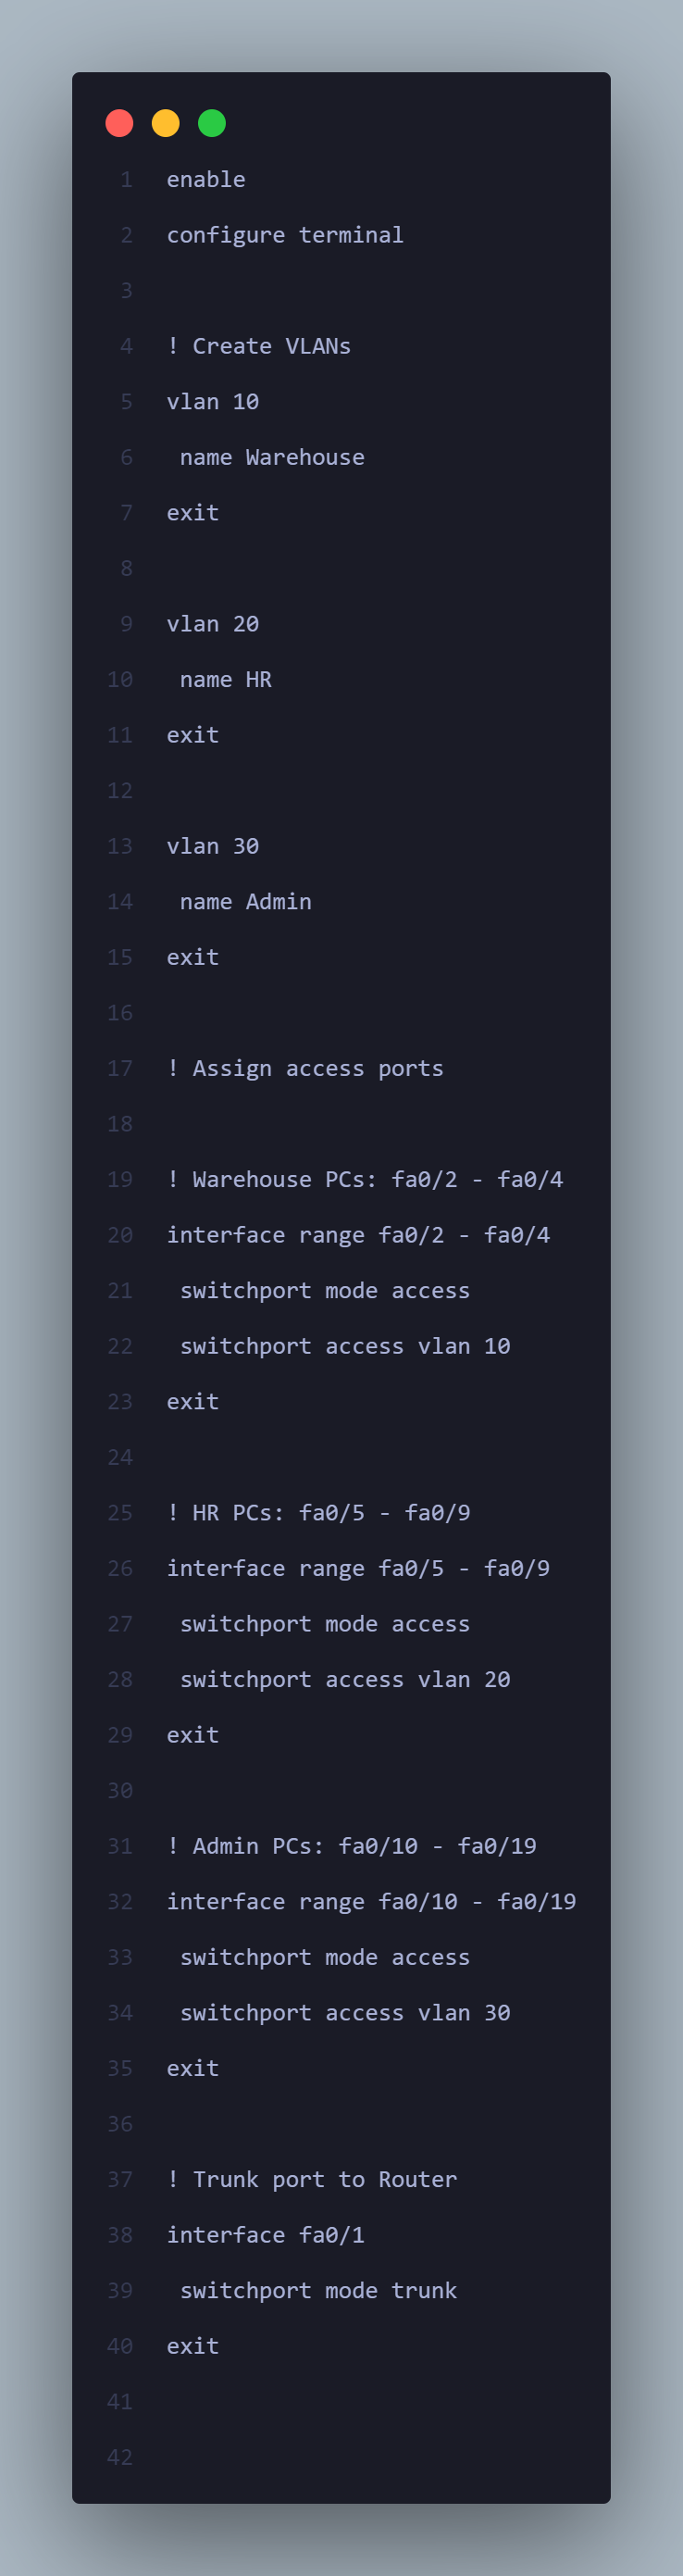 1 enable
2 configure terminal
3
4 ! Create VLANs
5 vlan 10
6  name Warehouse
7 exit
8
9 vlan 20
10  name HR
11 exit
12
13 vlan 30
14  name Admin
15 exit
16
17 ! Assign access ports
18
19 ! Warehouse PCs: fa0/2 - fa0/4
20 interface range fa0/2 - fa0/4
21  switchport mode access
22  switchport access vlan 10
23 exit
24
25 ! HR PCs: fa0/5 - fa0/9
26 interface range fa0/5 - fa0/9
27  switchport mode access
28  switchport access vlan 20
29 exit
30
31 ! Admin PCs: fa0/10 - fa0/19
32 interface range fa0/10 - fa0/19
33  switchport mode access
34  switchport access vlan 30
35 exit
36
37 ! Trunk port to Router
38 interface fa0/1
39  switchport mode trunk
40 exit
41
42